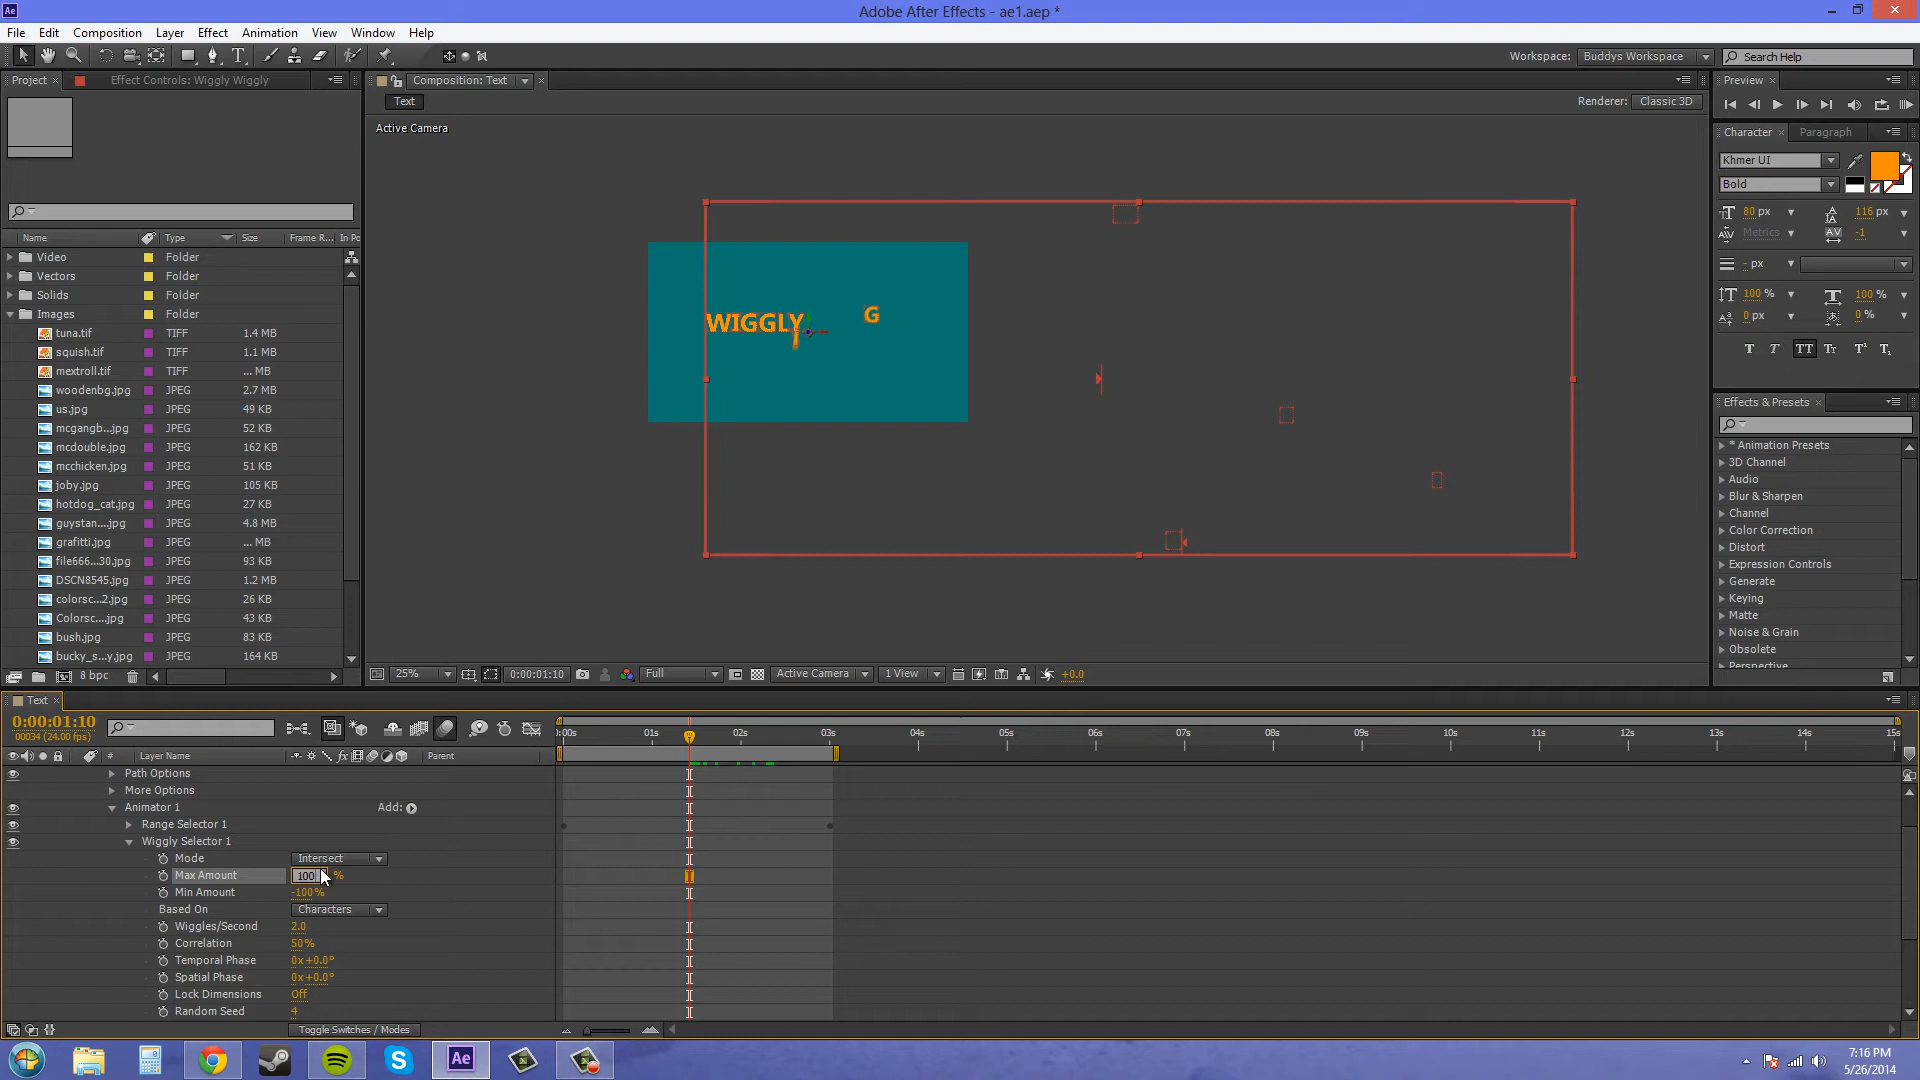 Adobe After Effects - ae1.aep *
File Edit Composition Layer Effect Animation View Window Help
Workspace: Buddys Workspace Search Help
Project Effect Controls: Wiggly Wiggly
Composition: Text
Text
Renderer: Classic 3D
Active Camera
Name Type Size Frame R... In Po
Video Folder
Vectors Folder
Solids Folder
Images Folder
tuna.tif TIFF 1.4 MB
squish.tif TIFF 1.1 MB
mextroll.tif TIFF ... MB
woodenbg.jpg JPEG 2.7 MB
us.jpg JPEG 49 KB
mcgangb...jpg JPEG 52 KB
mcdouble.jpg JPEG 162 KB
mcchicken.jpg JPEG 51 KB
joby.jpg JPEG 105 KB
hotdog_cat.jpg JPEG 27 KB
guystan....jpg JPEG 4.8 MB
grafitti.jpg JPEG ... MB
file666...30.jpg JPEG 93 KB
DSCN8545.jpg JPEG 1.2 MB
colorsc...2.jpg JPEG 26 KB
Colorsc....jpg JPEG 43 KB
bush.jpg JPEG 83 KB
bucky_s...y.jpg JPEG 164 KB
8 bpc
WIGGLY G
25% 0:00:01:10 Full Active Camera 1 View +0.0
Preview
Character Paragraph
Khmer UI
Bold
80 px 116 px
Metrics -1
- px
100 % 100 %
0 px 0 %
T T TT Tt T¹ T₁
Effects & Presets
* Animation Presets
3D Channel
Audio
Blur & Sharpen
Channel
Color Correction
Distort
Expression Controls
Generate
Keying
Matte
Noise & Grain
Obsolete
Perspective
Text
0:00:01:10
00034 (24.00 fps)
# Layer Name Parent
:00s 01s 02s 03s 04s 05s 06s 07s 08s 09s 10s 11s 12s 13s 14s 15s
Path Options
More Options
Animator 1 Add:
Range Selector 1
Wiggly Selector 1
Mode Intersect
Max Amount 100 %
Min Amount -100%
Based On Characters
Wiggles/Second 2.0
Correlation 50%
Temporal Phase 0x+0.0°
Spatial Phase 0x+0.0°
Lock Dimensions Off
Random Seed 4
Toggle Switches / Modes
Ae
7:16 PM
5/26/2014